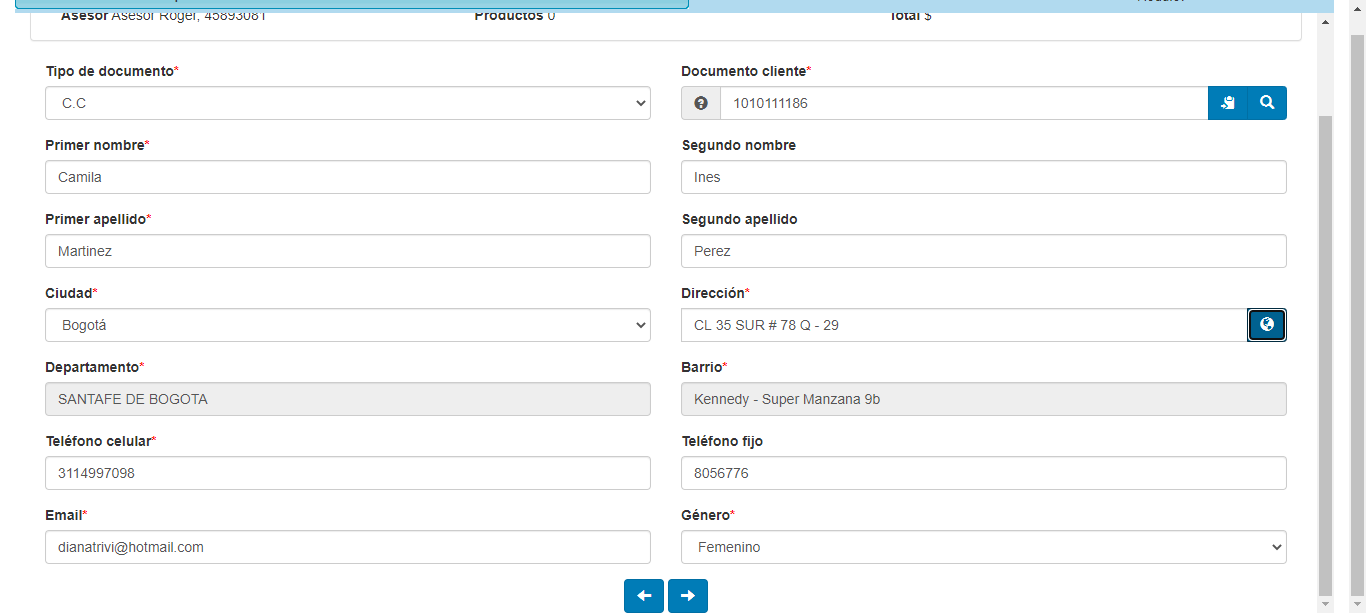 Asesor Asesor Roger, 45893081 Productos 0 Total $
Tipo de documento* Documento cliente*
C.C 1010111186
Primer nombre* Segundo nombre
Camila Ines
Primer apellido* Segundo apellido
Martinez Perez
Ciudad* Dirección*
Bogotá CL 35 SUR # 78 Q - 29
Departamento* Barrio*
SANTAFE DE BOGOTA Kennedy - Super Manzana 9b
Teléfono celular* Teléfono fijo
3114997098 8056776
Email* Género*
dianatrivi@hotmail.com Femenino